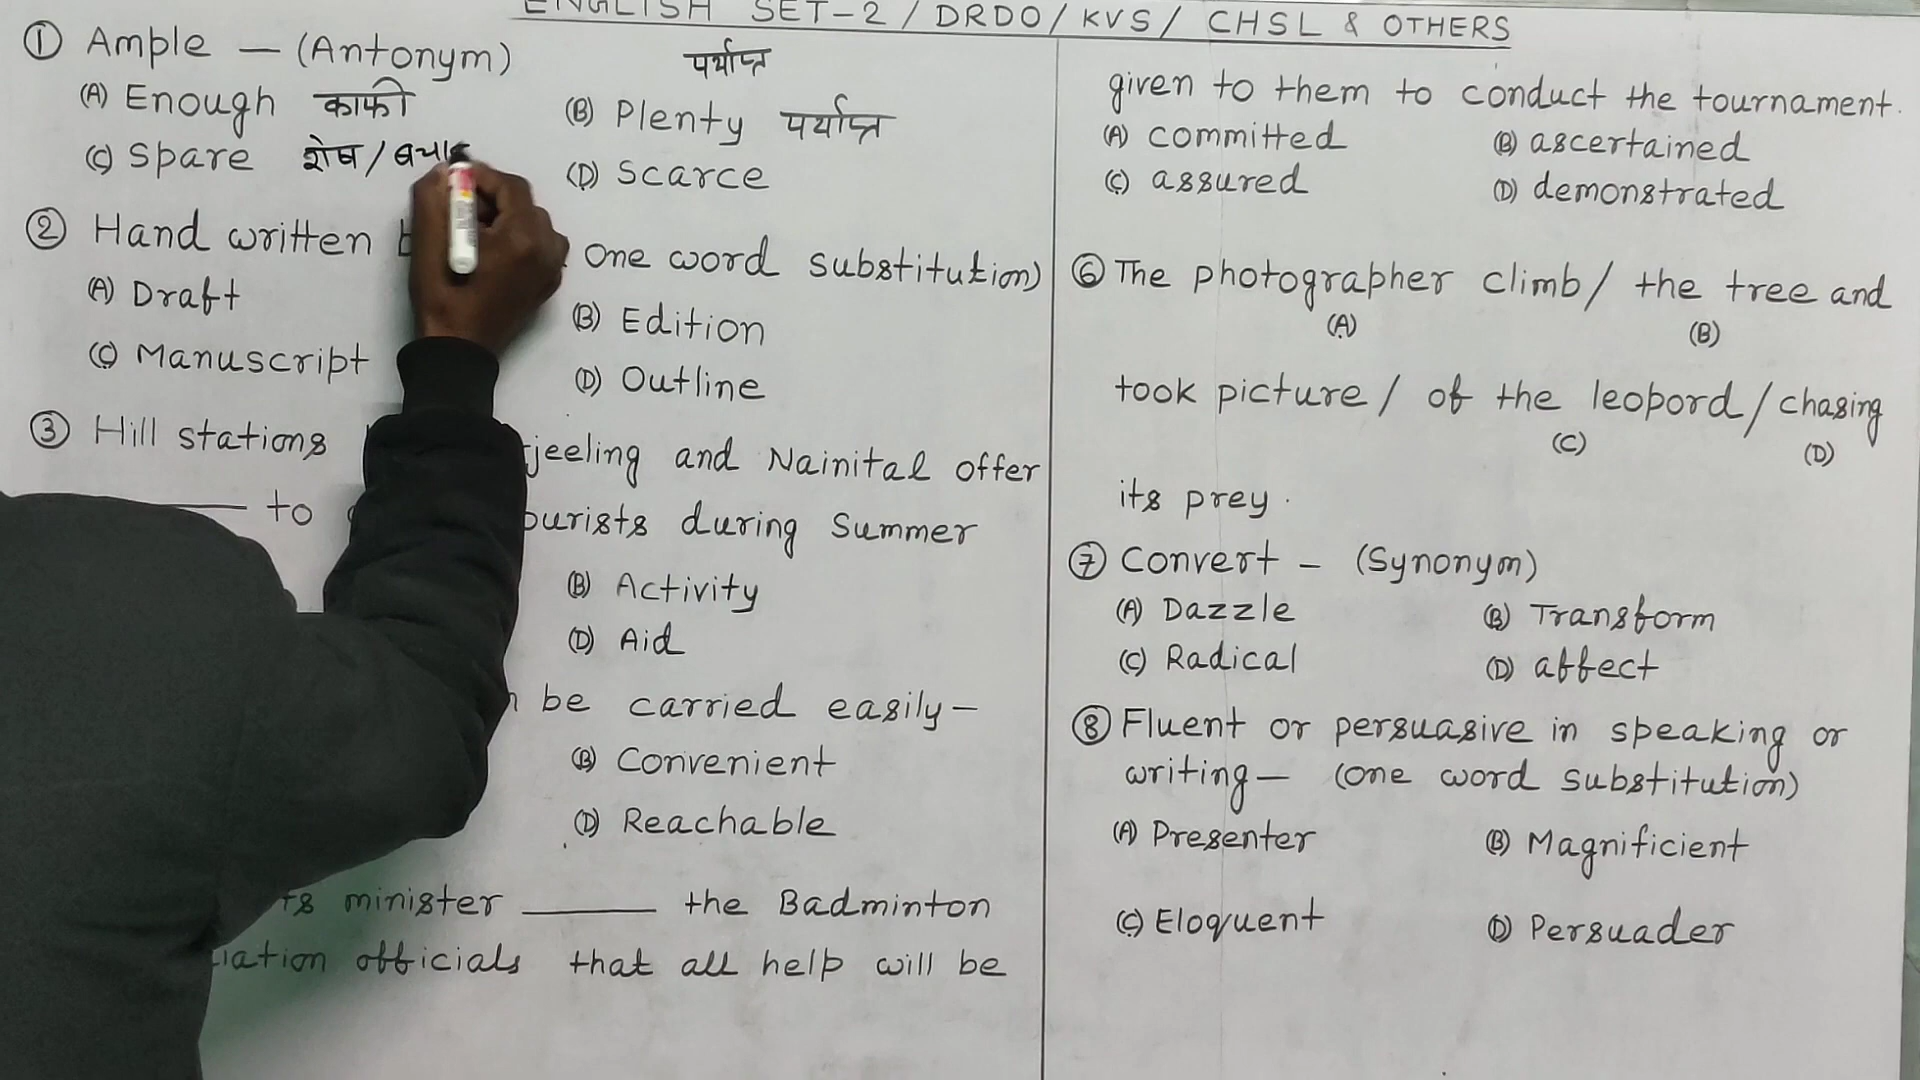 ENGLISH SET-2 / DRDO / KVS / CHSL & OTHERS
① Ample — (Antonym) पर्याप्त
(A) Enough काफी (B) Plenty पर्याप्त
(C) Spare शेष / बचा (D) Scarce
② Hand written One word substitution)
(A) Draft (B) Edition
(C) Manuscript (D) Outline
③ Hill stations jeeling and Nainital offer
______ to ourists during Summer
(B) Activity
(D) Aid
be carried easily –
(B) Convenient
(D) Reachable
minister ______ the Badminton
iation officials that all help will be
given to them to conduct the tournament.
(A) committed (B) ascertained
(C) assured (D) demonstrated
⑥ The photographer climb / the tree and
(A) (B)
took picture / of the leopord / chasing
(C) (D)
its prey.
⑦ Convert – (Synonym)
(A) Dazzle (B) Transform
(C) Radical (D) affect
⑧ Fluent or persuasive in speaking or
writing — (one word substitution)
(A) Presenter (B) Magnificient
(C) Eloquent (D) Persuader